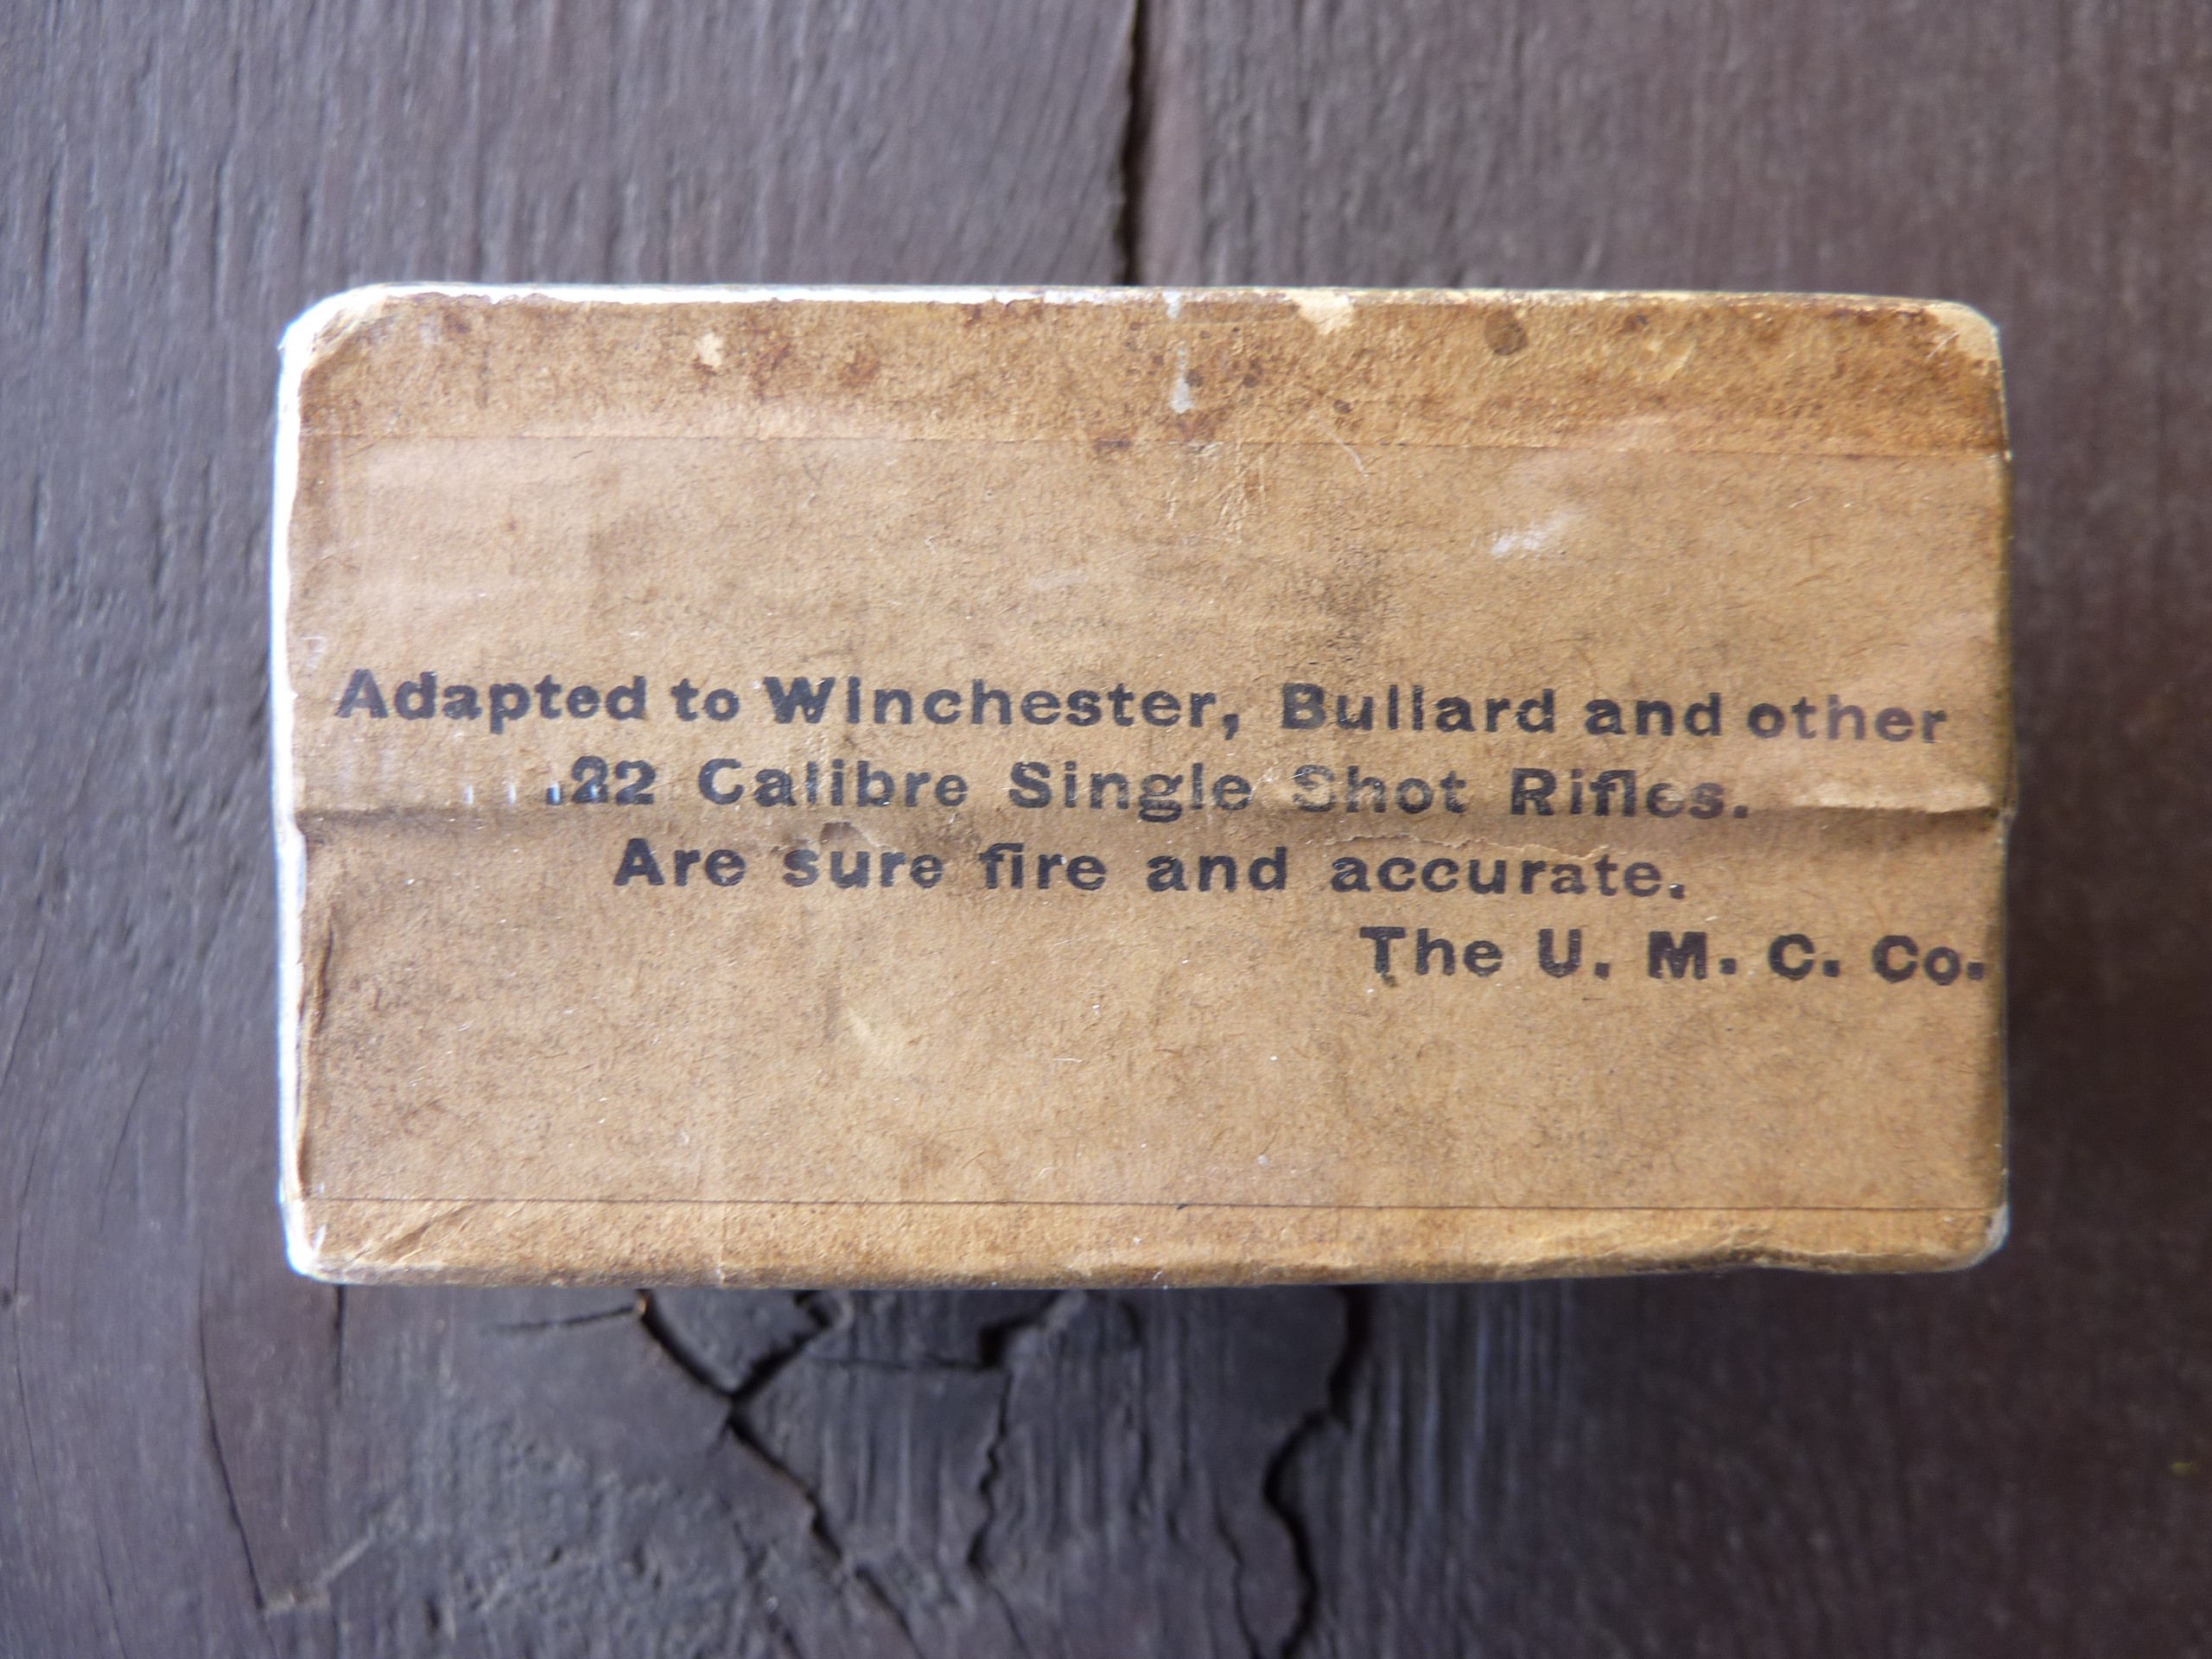 Adapted to Winchester, Bullard and other
.22 Calibre Single Shot Rifles.
Are sure fire and accurate.
The U. M. C. Co.